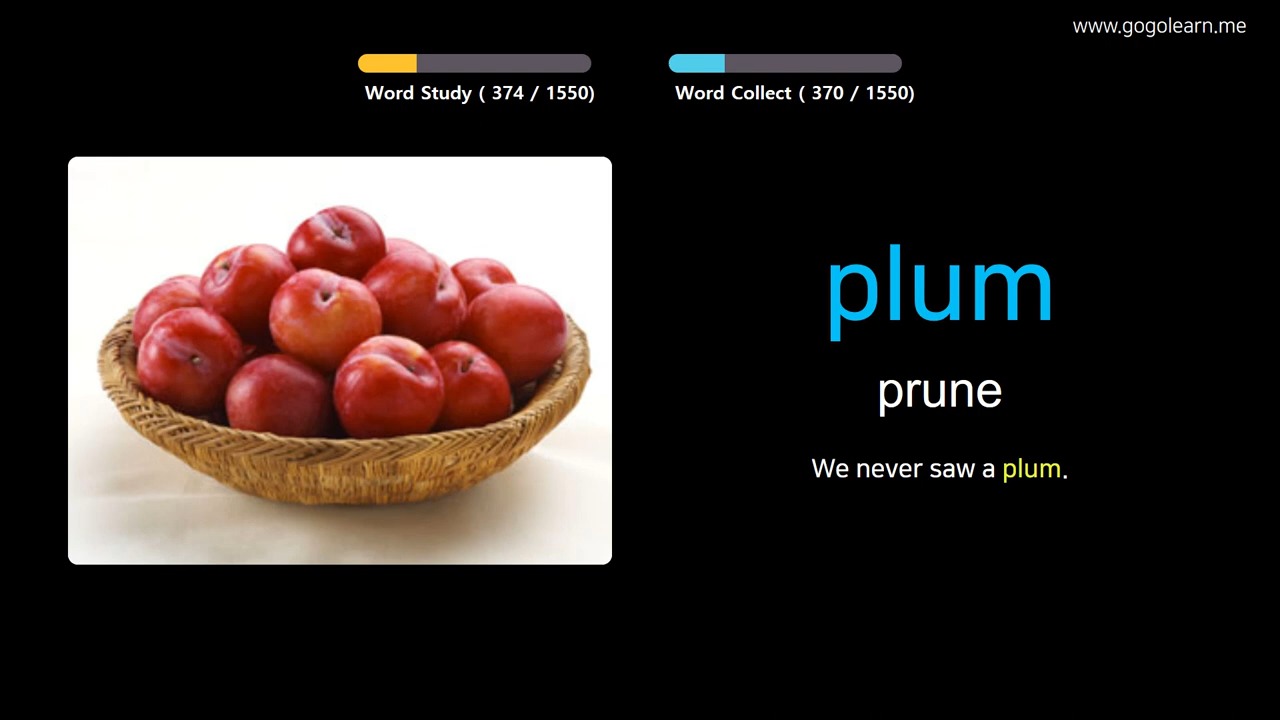 www.gogolearn.me
Word Study ( 374 / 1550)
Word Collect ( 370 / 1550)
plum
prune
We never saw a plum.